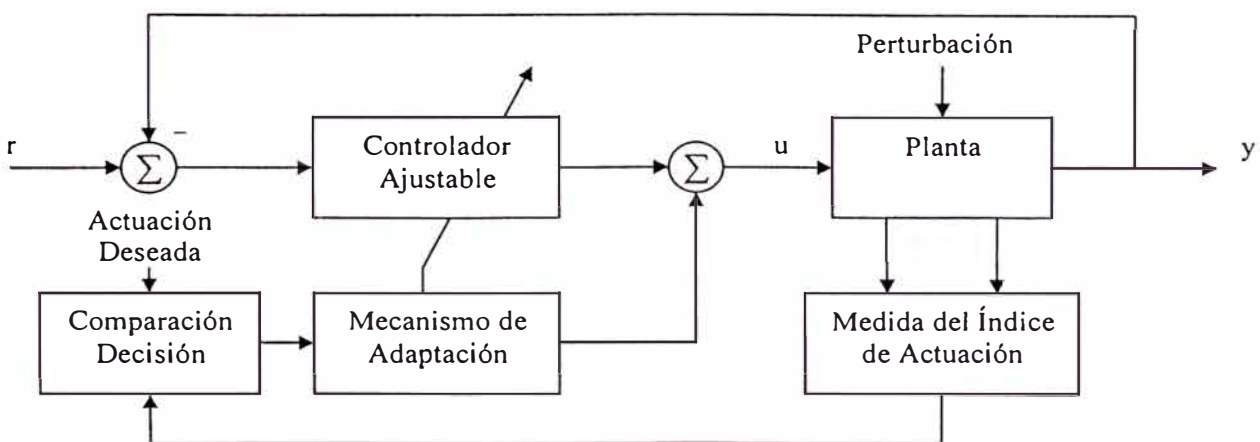 Perturbación
r
−
Controlador
Ajustable
u
Planta
y
Σ
Σ
Actuación
Deseada
Comparación
Decisión
Mecanismo de
Adaptación
Medida del Índice
de Actuación